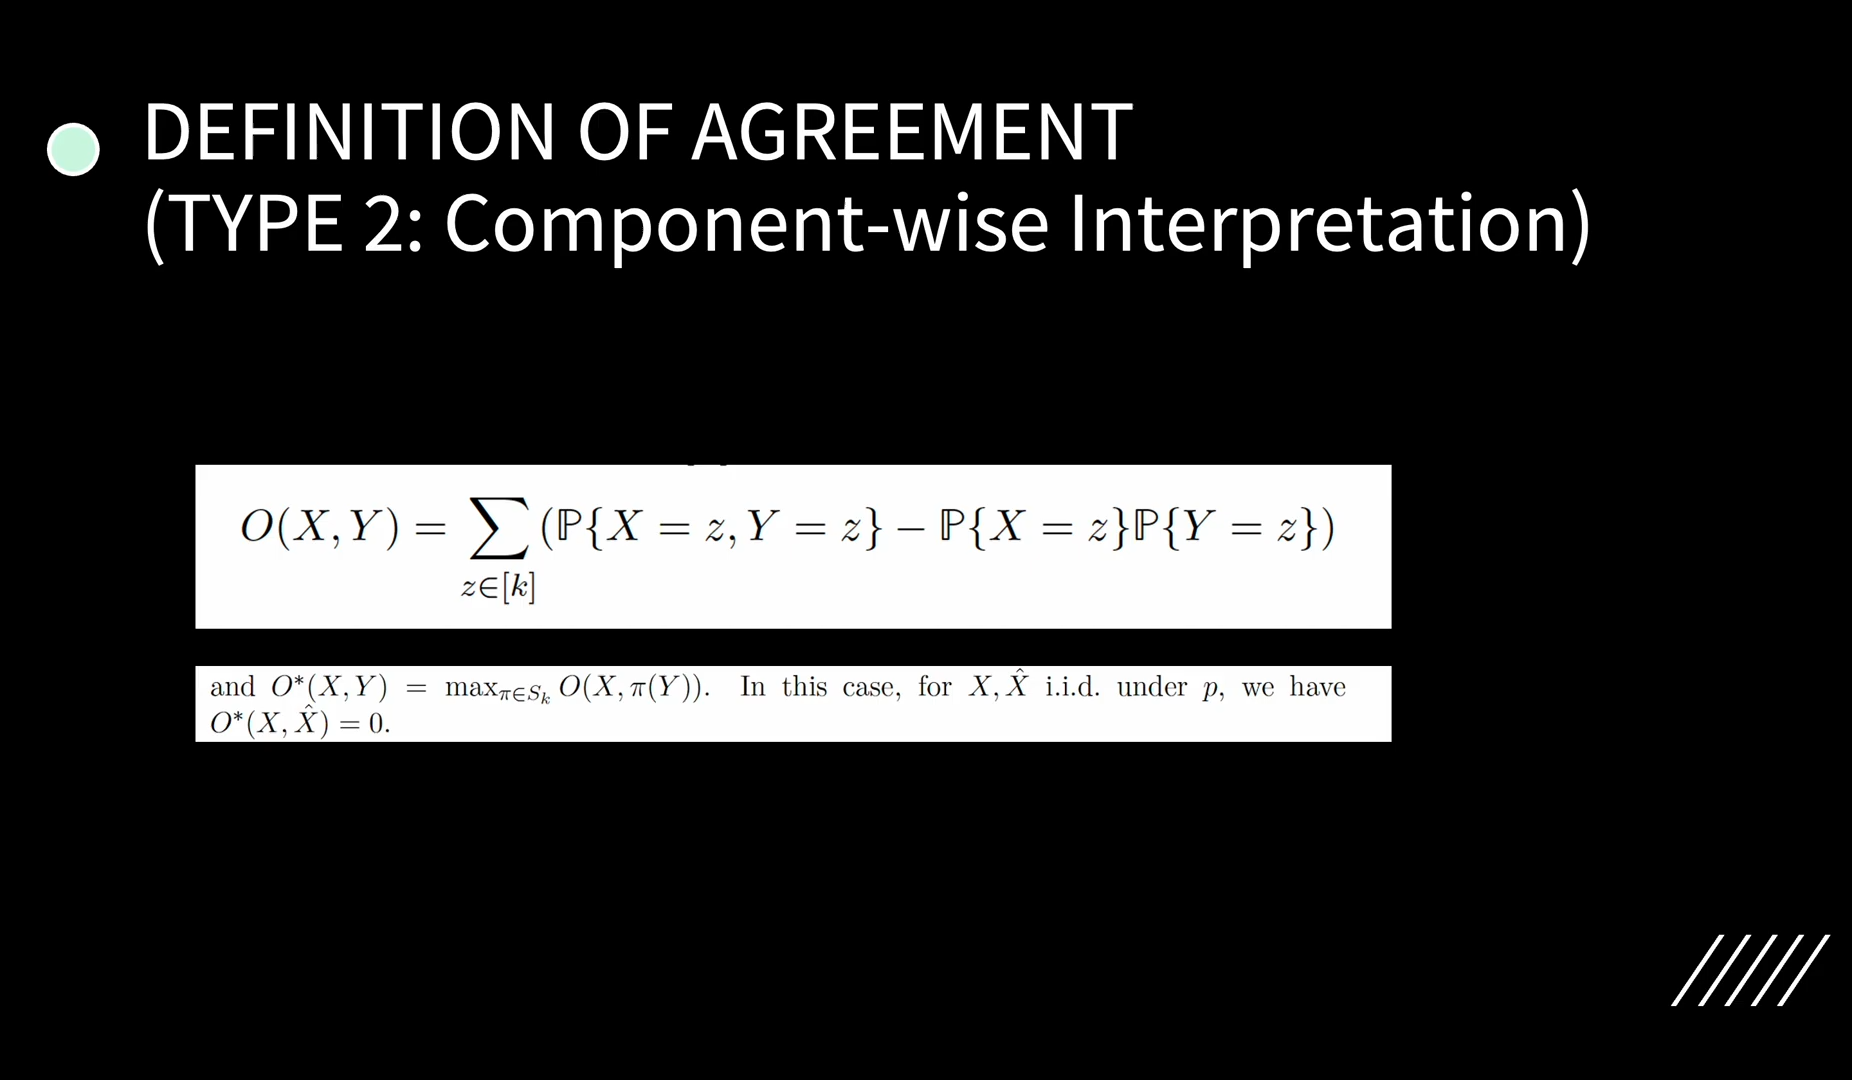 DEFINITION OF AGREEMENT
(TYPE 2: Component-wise Interpretation)
O(X, Y) = ∑_{z∈[k]} (ℙ{X = z, Y = z} − ℙ{X = z}ℙ{Y = z})
and O*(X, Y) = max_{π∈S_k} O(X, π(Y)). In this case, for X, X̂ i.i.d. under p, we have
O*(X, X̂) = 0.